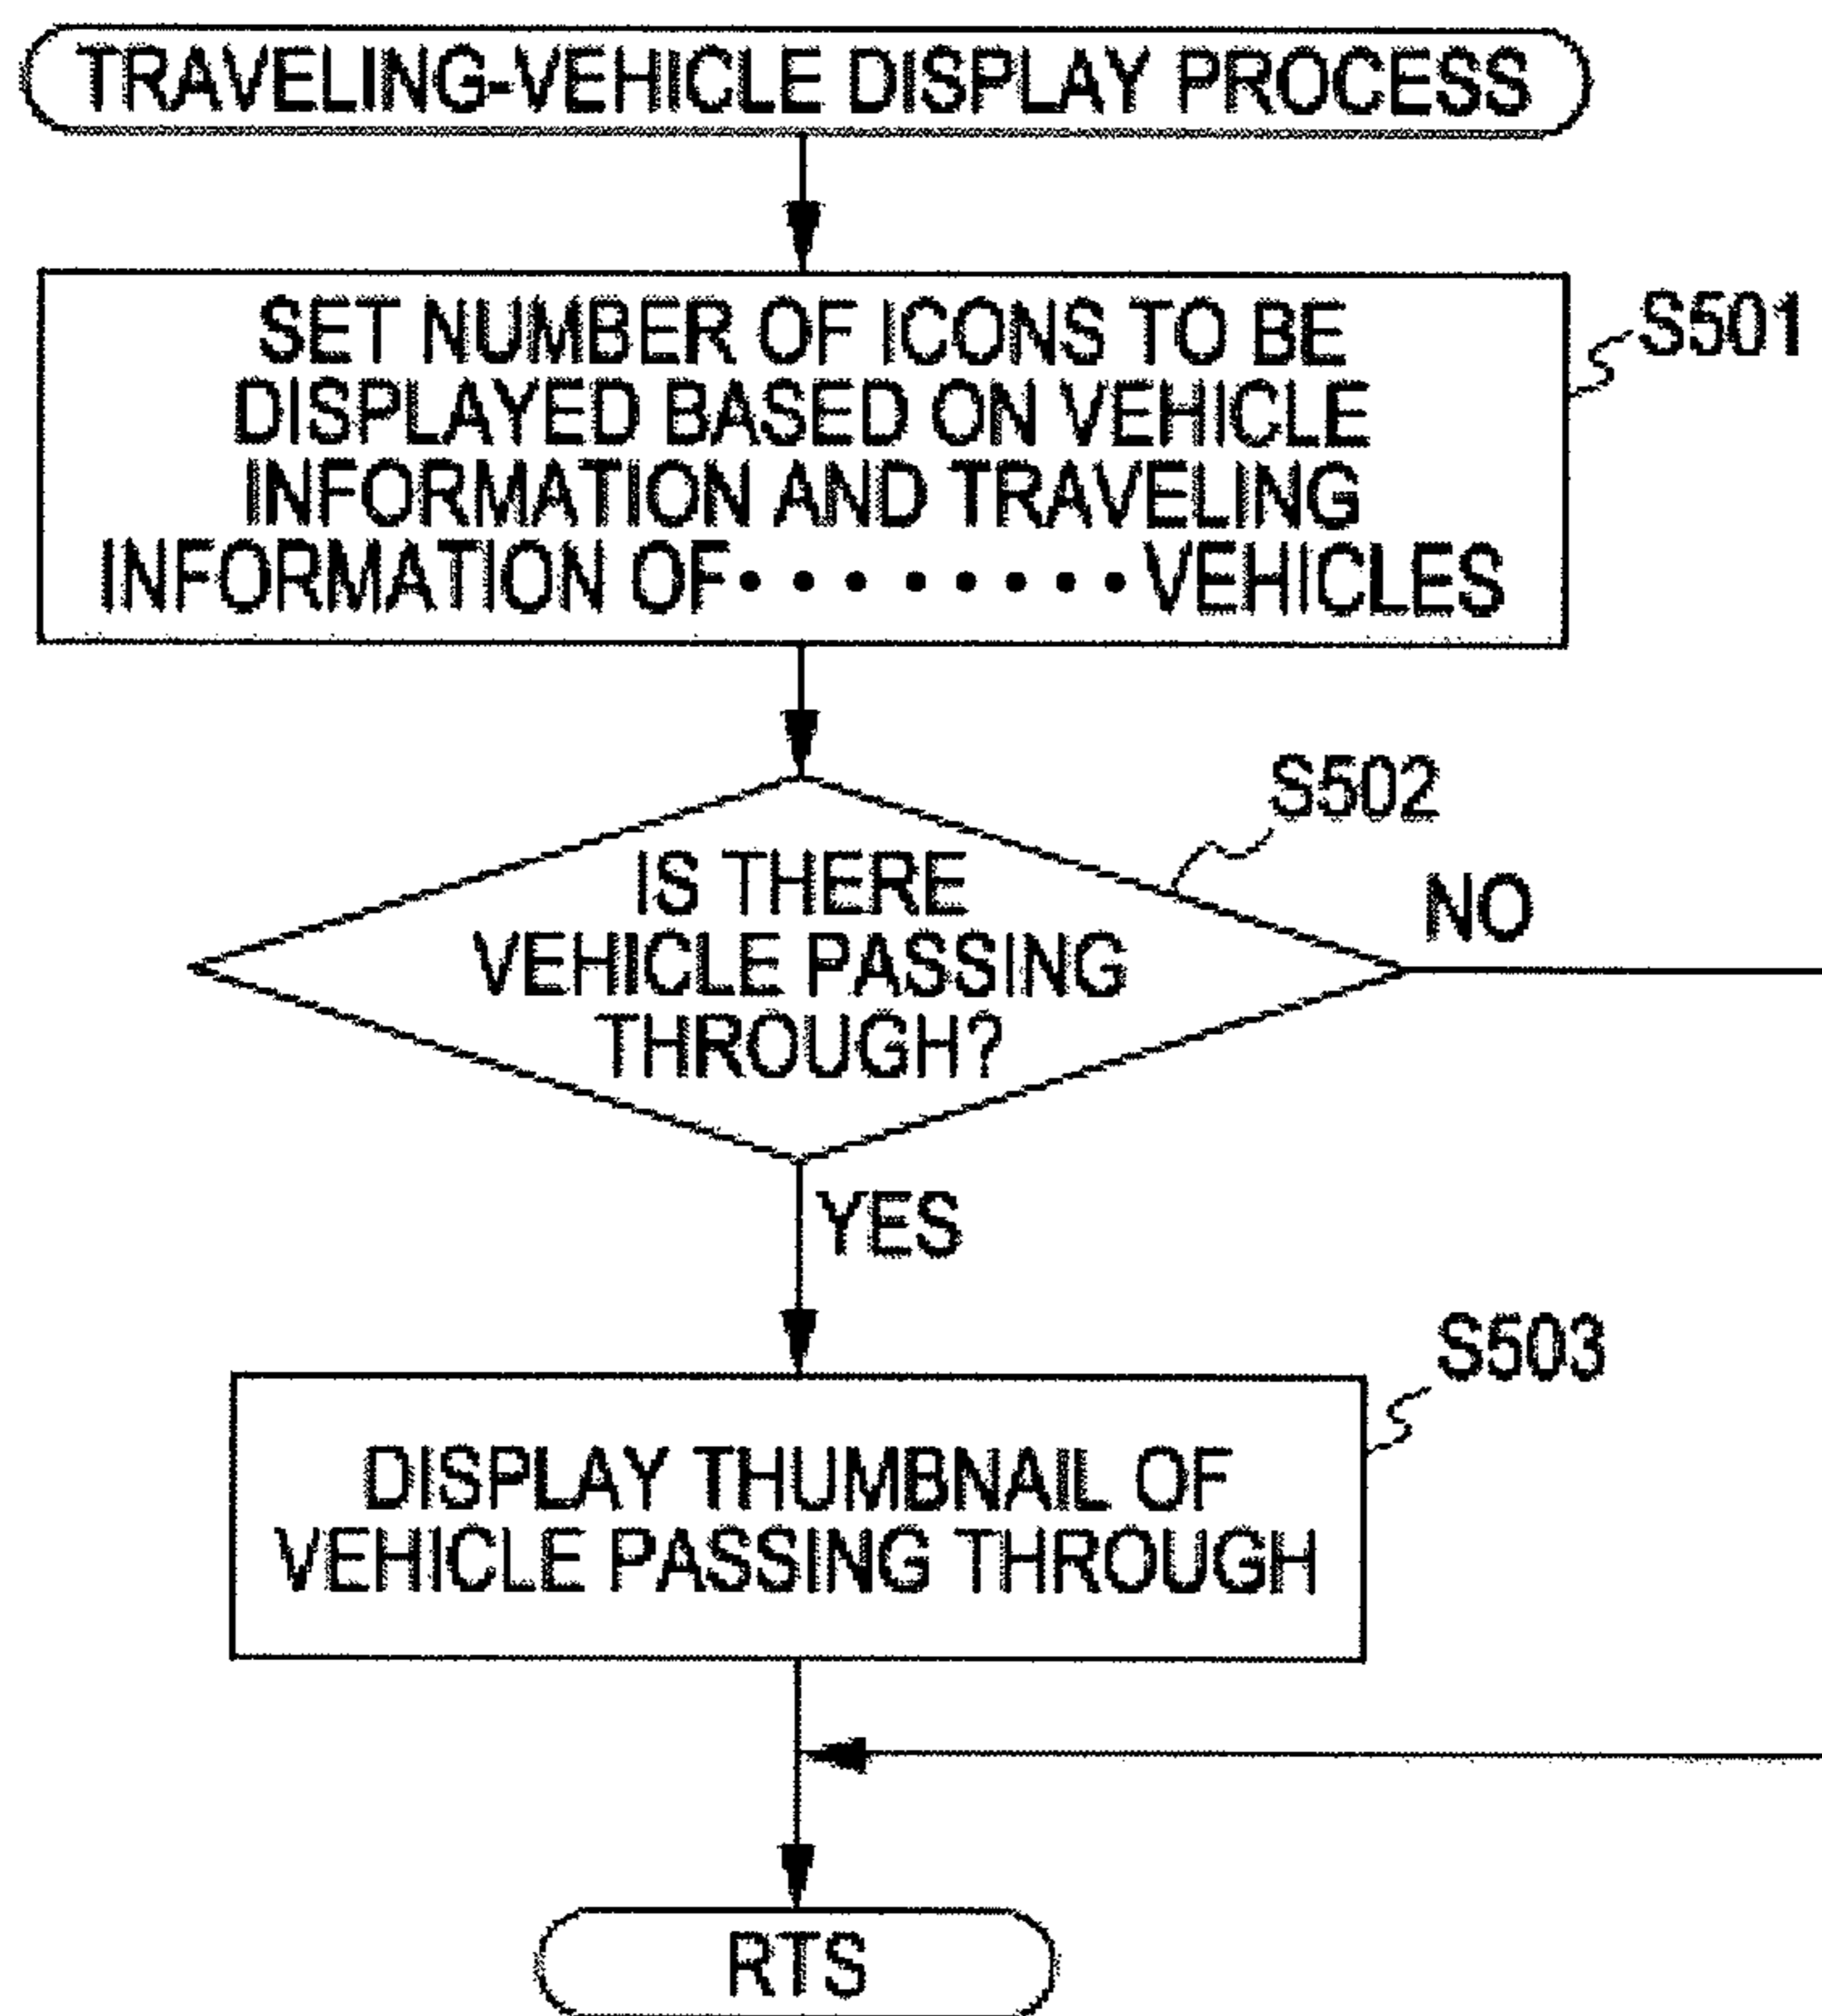 TRAVELING-VEHICLE DISPLAY PROCESS
SET NUMBER OF ICONS TO BE
DISPLAYED BASED ON VEHICLE
INFORMATION AND TRAVELING
INFORMATION OF • • • • • • • • VEHICLES
S501
S502
IS THERE
VEHICLE PASSING
THROUGH?
NO
YES
S503
DISPLAY THUMBNAIL OF
VEHICLE PASSING THROUGH
RTS